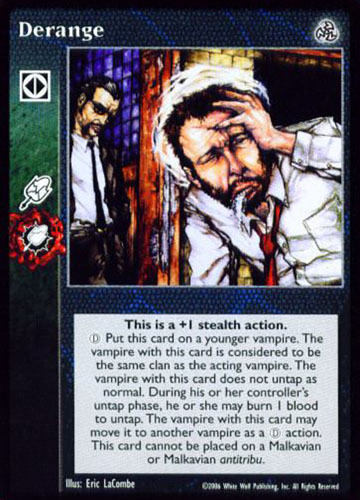 Derange
This is a +1 stealth action.
Ⓓ Put this card on a younger vampire. The
vampire with this card is considered to be
the same clan as the acting vampire. The
vampire with this card does not untap as
normal. During his or her controller's
untap phase, he or she may burn 1 blood
to untap. The vampire with this card may
move it to another vampire as a Ⓓ action.
This card cannot be placed on a Malkavian
or Malkavian antitribu.
Illus: Eric LaCombe
©2006 White Wolf Publishing, Inc. All Rights Reserved